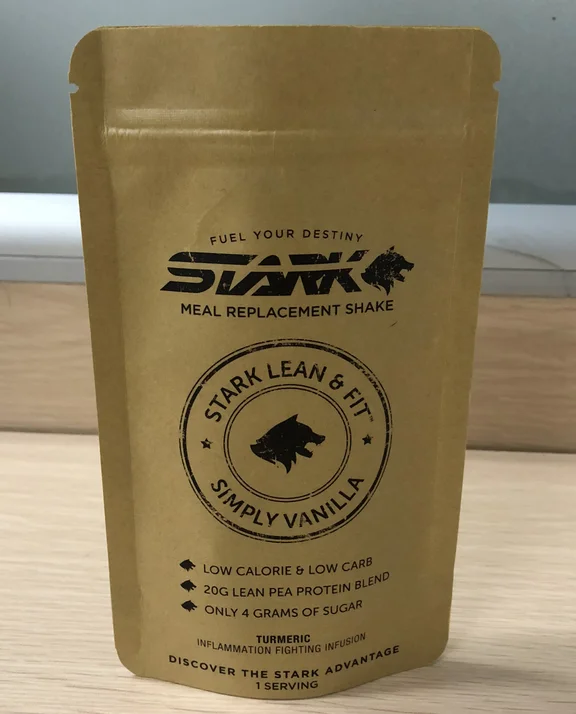 FUEL YOUR DESTINY
STARK
MEAL REPLACEMENT SHAKE
STARK LEAN & FIT™
SIMPLY VANILLA
LOW CALORIE & LOW CARB
20G LEAN PEA PROTEIN BLEND
ONLY 4 GRAMS OF SUGAR
TURMERIC
INFLAMMATION FIGHTING INFUSION
DISCOVER THE STARK ADVANTAGE
1 SERVING